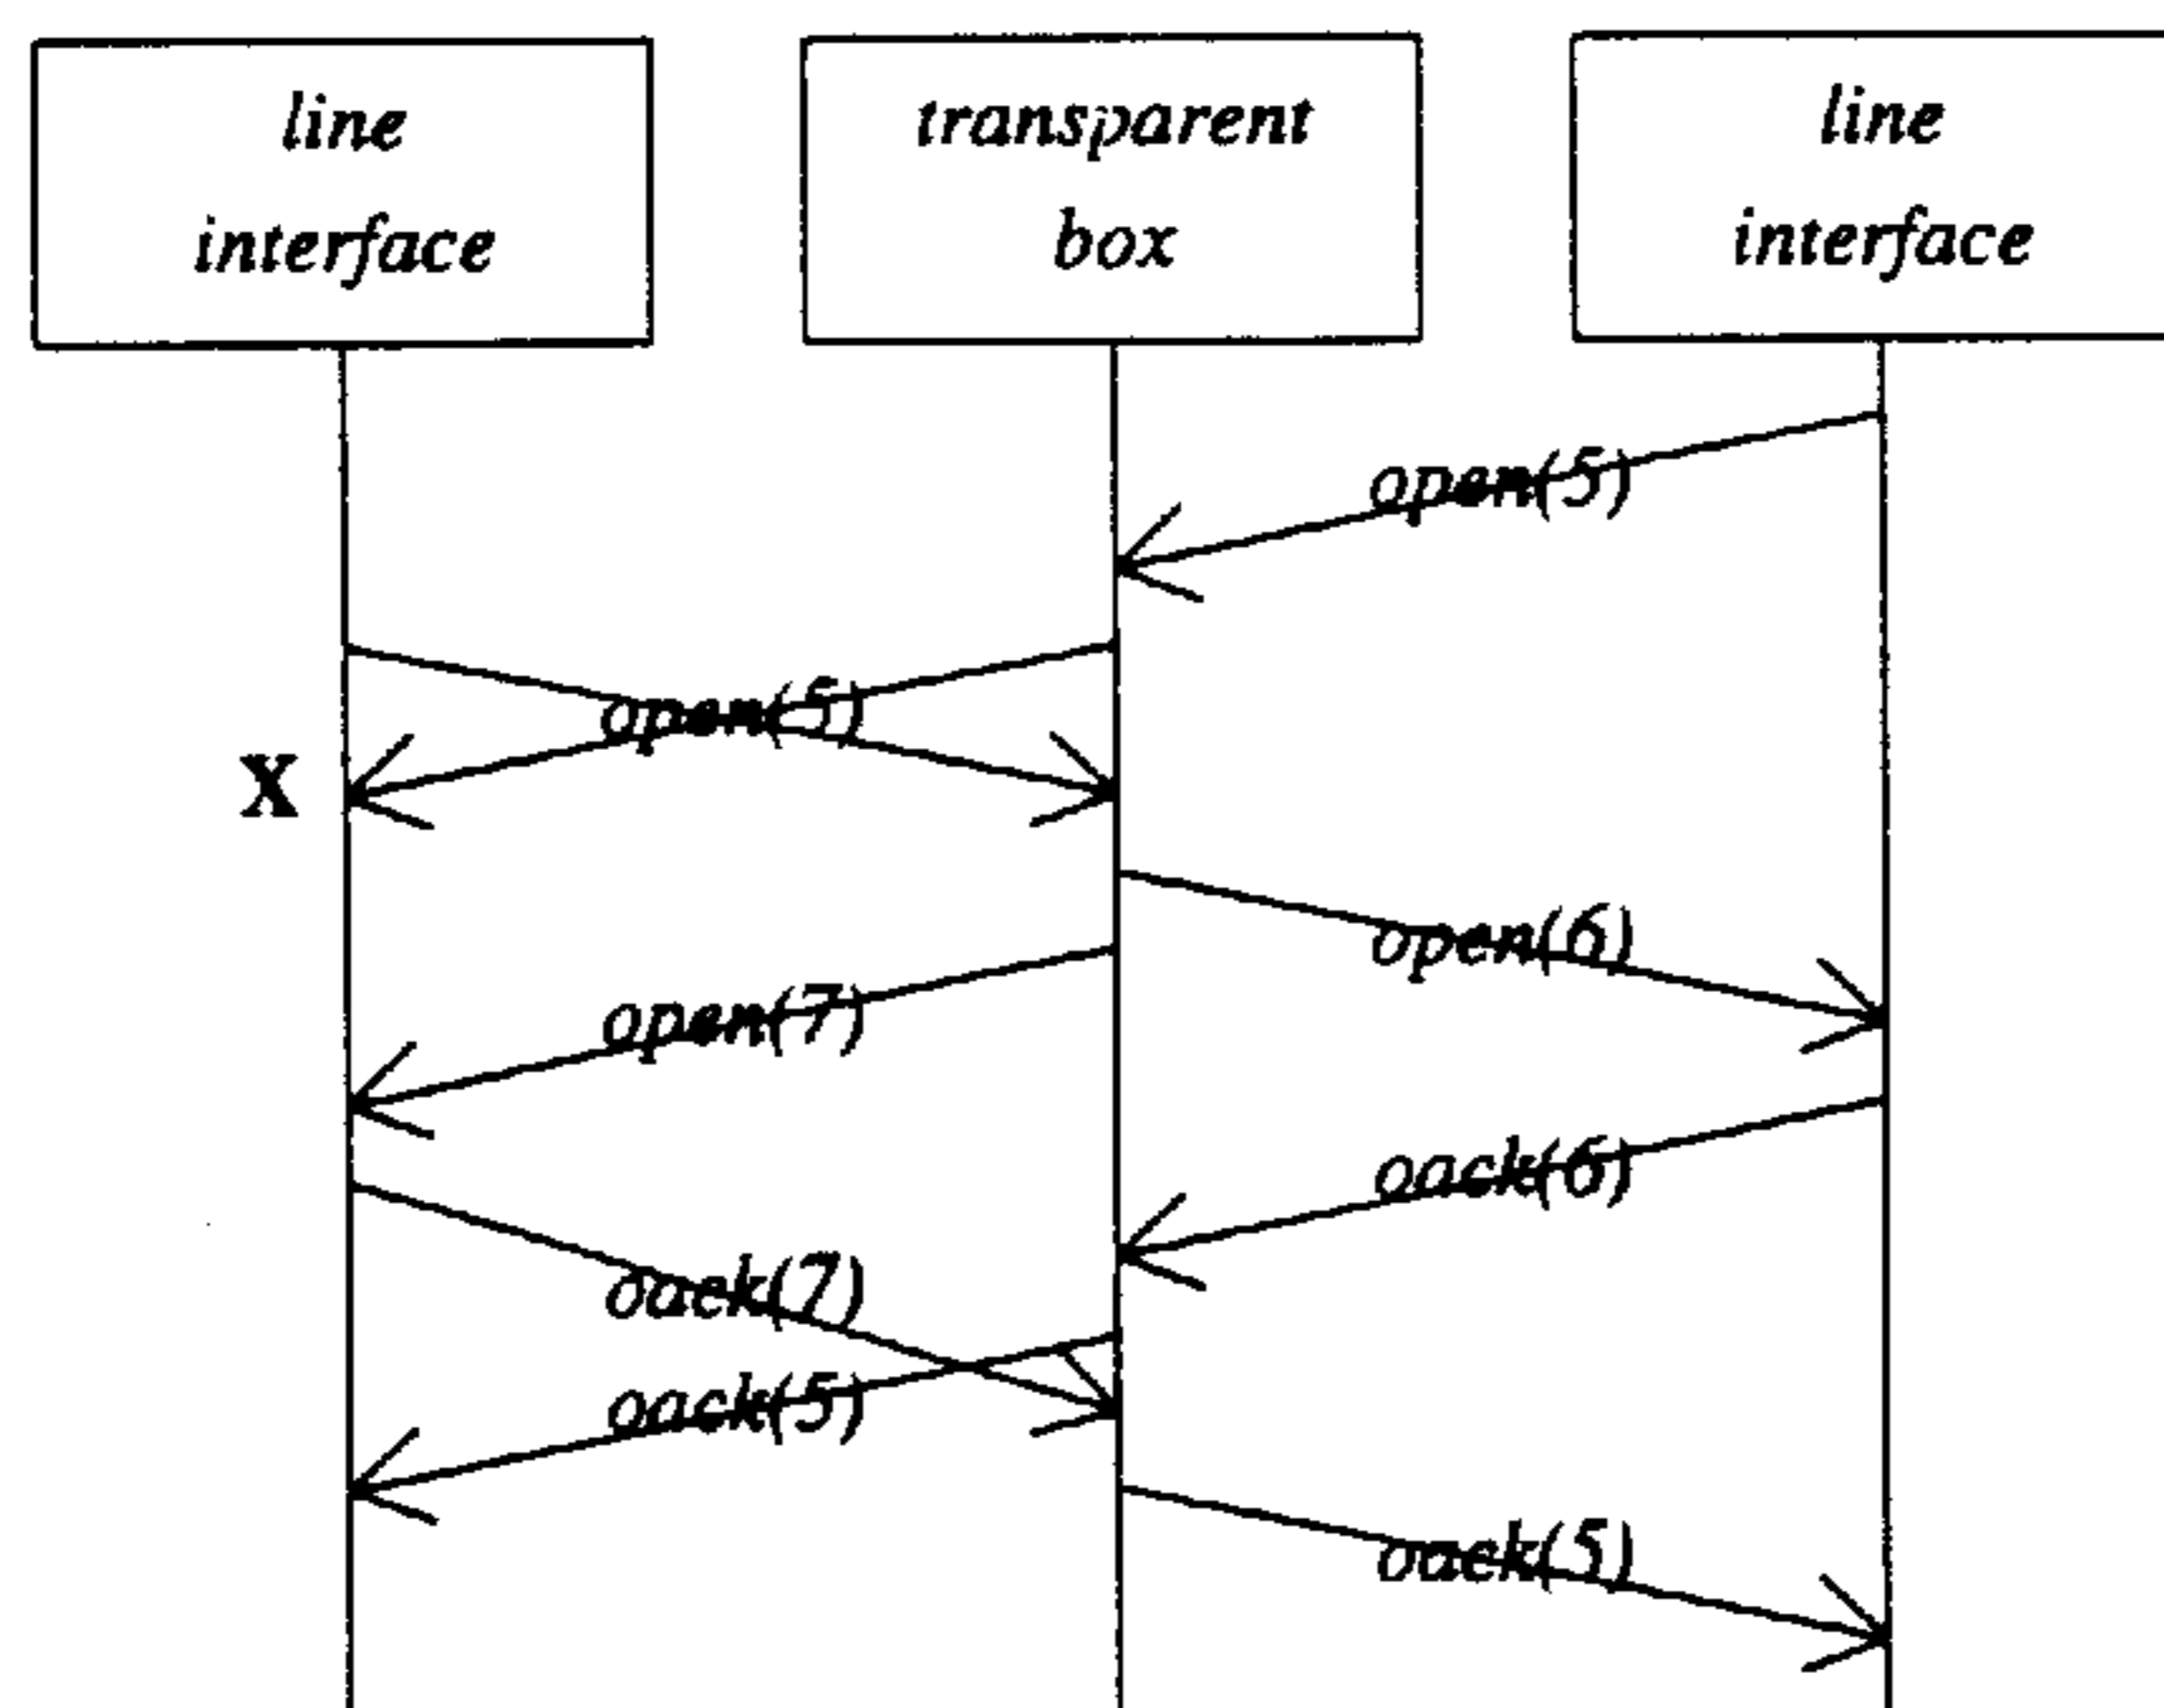 line
interface
transparent
box
line
interface
open(5)
open(5)
X
open(6)
open(7)
oack(6)
oack(7)
oack(5)
oack(5)